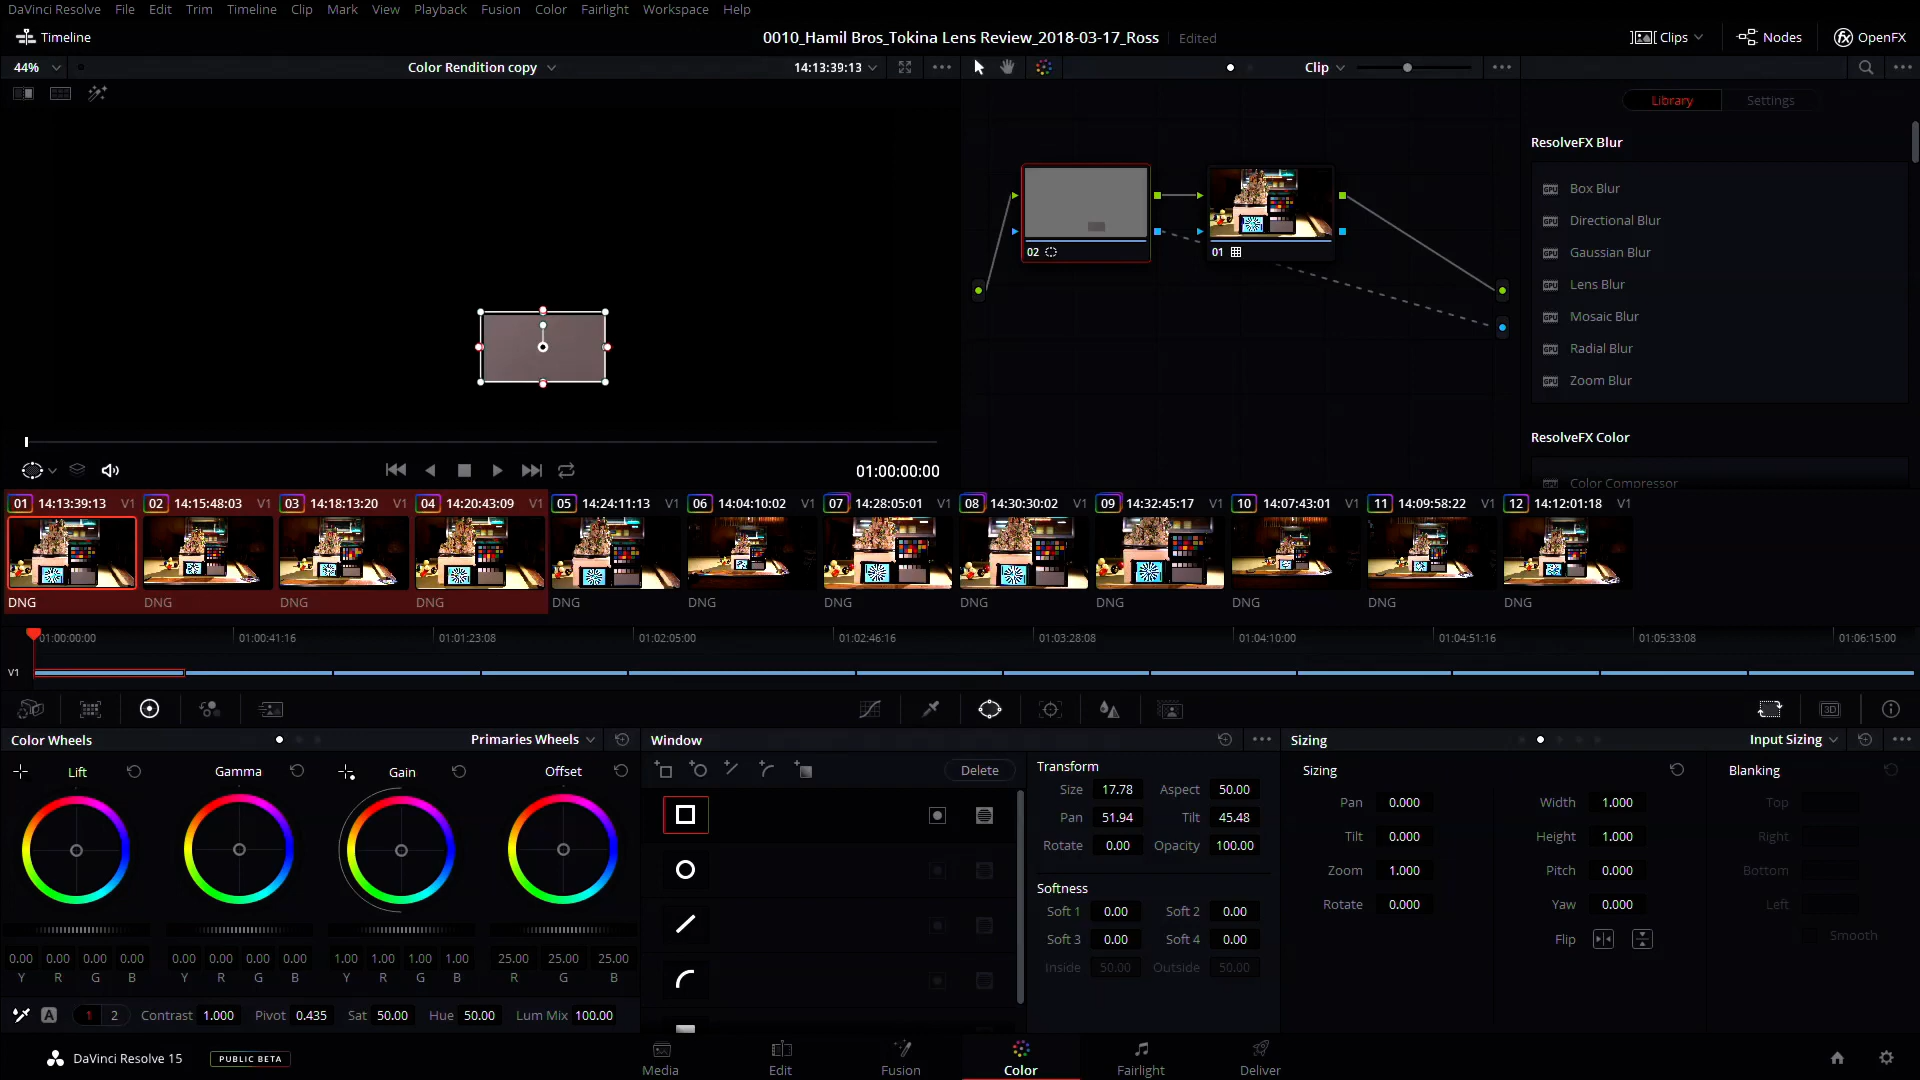 DaVinci Resolve File Edit Trim Timeline Clip Mark View Playback Fusion Color Fairlight Workspace Help
Timeline 0010_Hamil Bros_Tokina Lens Review_2018-03-17_Ross Edited Clips Nodes fx OpenFX
44% Color Rendition copy 14:13:39:13 Clip
Library Settings
ResolveFX Blur
Box Blur
Directional Blur
Gaussian Blur
Lens Blur
Mosaic Blur
Radial Blur
Zoom Blur
02 01
ResolveFX Color
Color Compressor
01:00:00:00
01 14:13:39:13 V1 02 14:15:48:03 V1 03 14:18:13:20 V1 04 14:20:43:09 V1 05 14:24:11:13 V1 06 14:04:10:02 V1 07 14:28:05:01 V1 08 14:30:30:02 V1 09 14:32:45:17 V1 10 14:07:43:01 V1 11 14:09:58:22 V1 12 14:12:01:18 V1
DNG DNG DNG DNG DNG DNG DNG DNG DNG DNG DNG DNG
01:00:00:00 01:00:41:16 01:01:23:08 01:02:05:00 01:02:46:16 01:03:28:08 01:04:10:00 01:04:51:16 01:05:33:08 01:06:15:00
V1
3D
Color Wheels Primaries Wheels Window Sizing Input Sizing
Lift Gamma Gain Offset
Delete
0.00 0.00 0.00 0.00 0.00 0.00 0.00 0.00 1.00 1.00 1.00 1.00 25.00 25.00 25.00
Y R G B Y R G B Y R G B R G B
A 1 2 Contrast 1.000 Pivot 0.435 Sat 50.00 Hue 50.00 Lum Mix 100.00
Transform
Size 17.78 Aspect 50.00
Pan 51.94 Tilt 45.48
Rotate 0.00 Opacity 100.00
Softness
Soft 1 0.00 Soft 2 0.00
Soft 3 0.00 Soft 4 0.00
Inside 50.00 Outside 50.00
Sizing Blanking
Pan 0.000 Width 1.000 Top
Tilt 0.000 Height 1.000 Right
Zoom 1.000 Pitch 0.000 Bottom
Rotate 0.000 Yaw 0.000 Left
Flip Smooth
DaVinci Resolve 15 PUBLIC BETA
Media Edit Fusion Color Fairlight Deliver